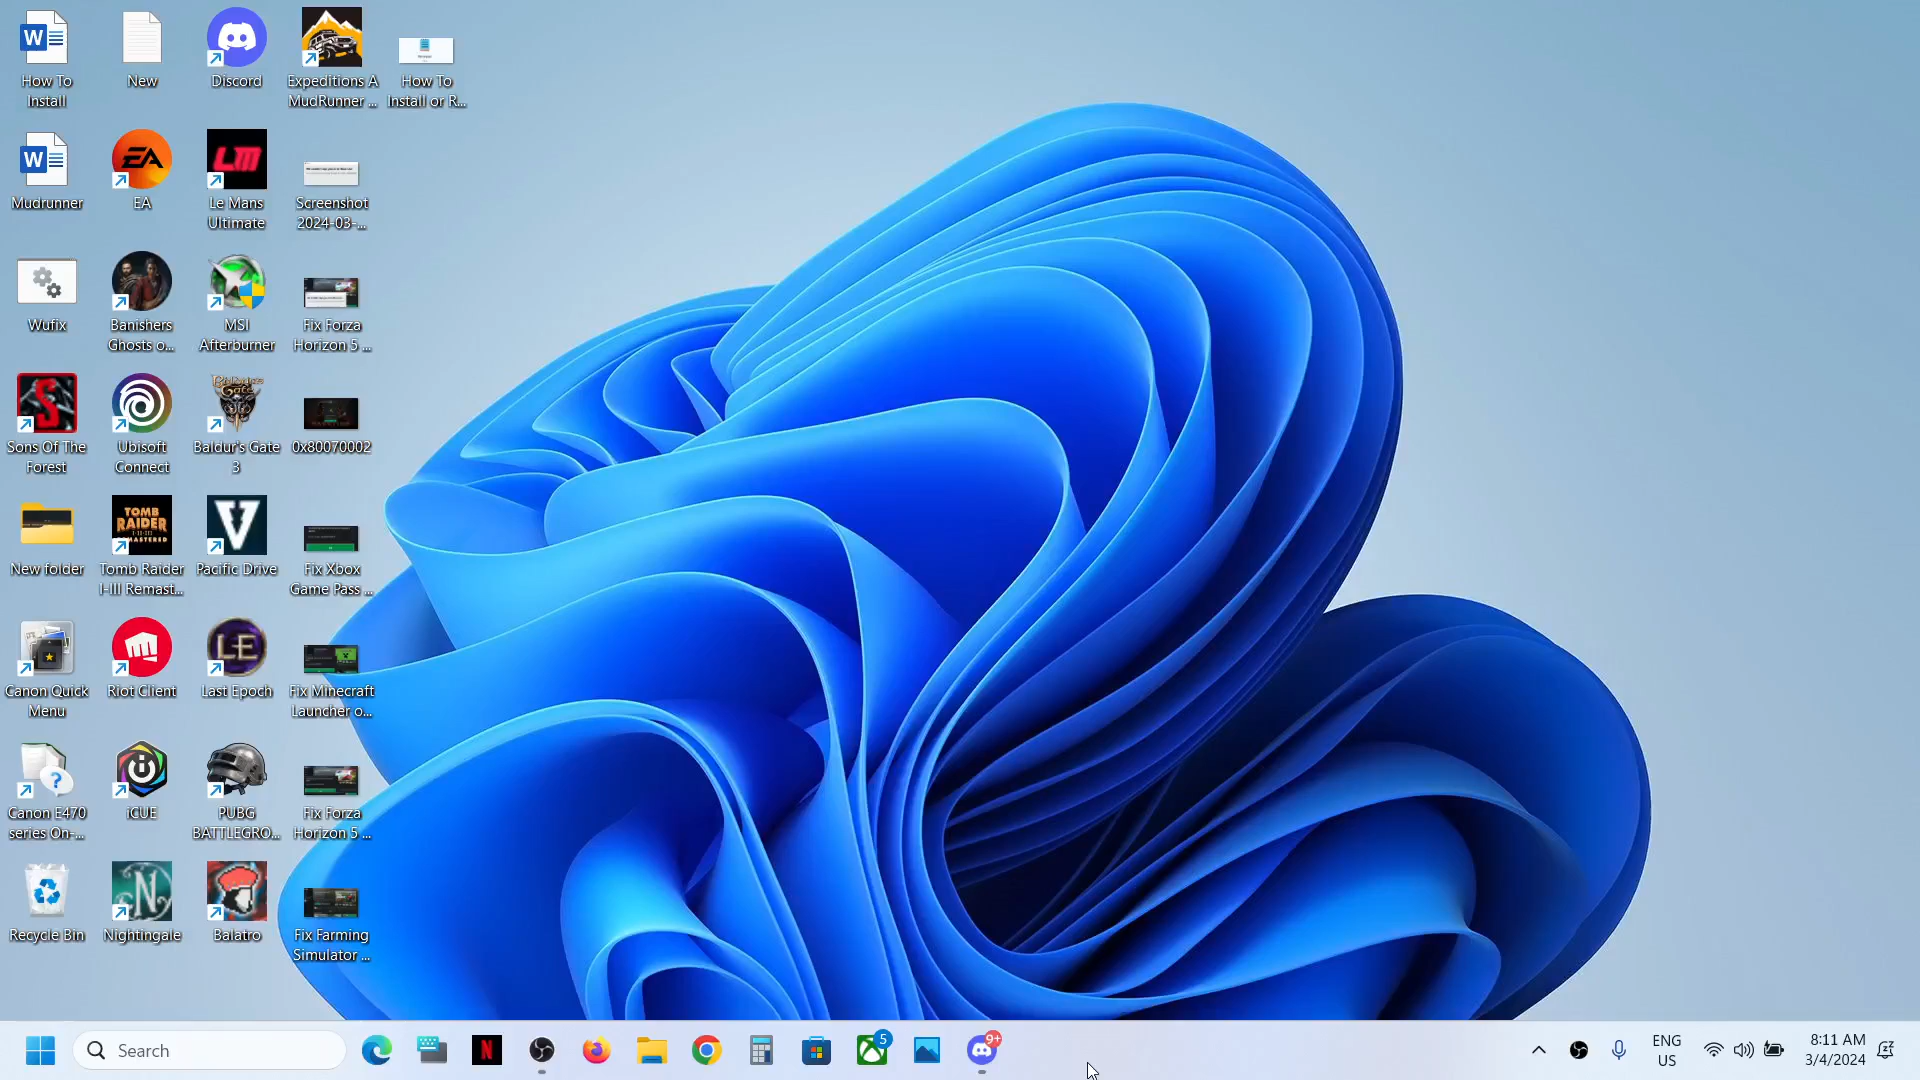 How To
Install
New
Discord
Expeditions A
MudRunner ...
How To
Install or R...
Mudrunner
EA
Le Mans
Ultimate
Screenshot
2024-03-...
Wufix
Banishers
Ghosts o...
MSI
Afterburner
Fix Forza
Horizon 5 ...
Sons Of The
Forest
Ubisoft
Connect
Baldur's Gate
3
0x80070002
New folder
TOMB
RAIDER
I-II-III
REMASTERED
Tomb Raider
I-III Remast...
Pacific Drive
Fix Xbox
Game Pass ...
Canon Quick
Menu
Riot Client
LE
Last Epoch
Fix Minecraft
Launcher o...
Canon E470
series On-...
iCUE
PUBG
BATTLEGRO...
Fix Forza
Horizon 5 ...
Recycle Bin
Nightingale
Balatro
Fix Farming
Simulator ...
Search
5
9+
ENG
US
8:11 AM
3/4/2024